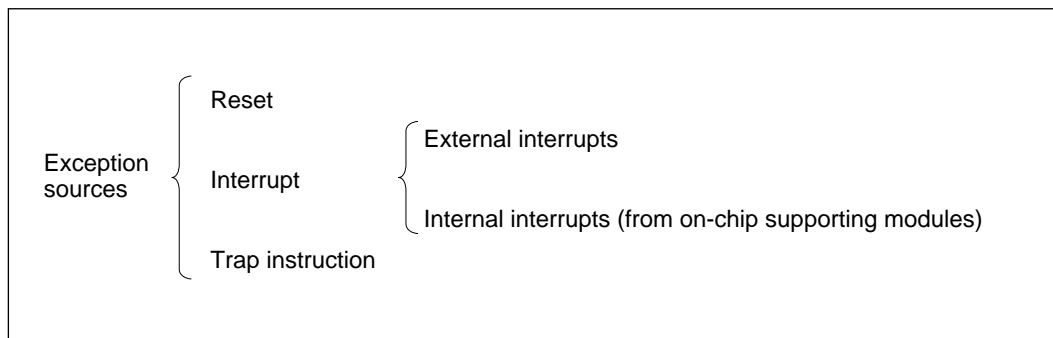 Exception
sources
Reset
Interrupt
Trap instruction
External interrupts
Internal interrupts (from on-chip supporting modules)